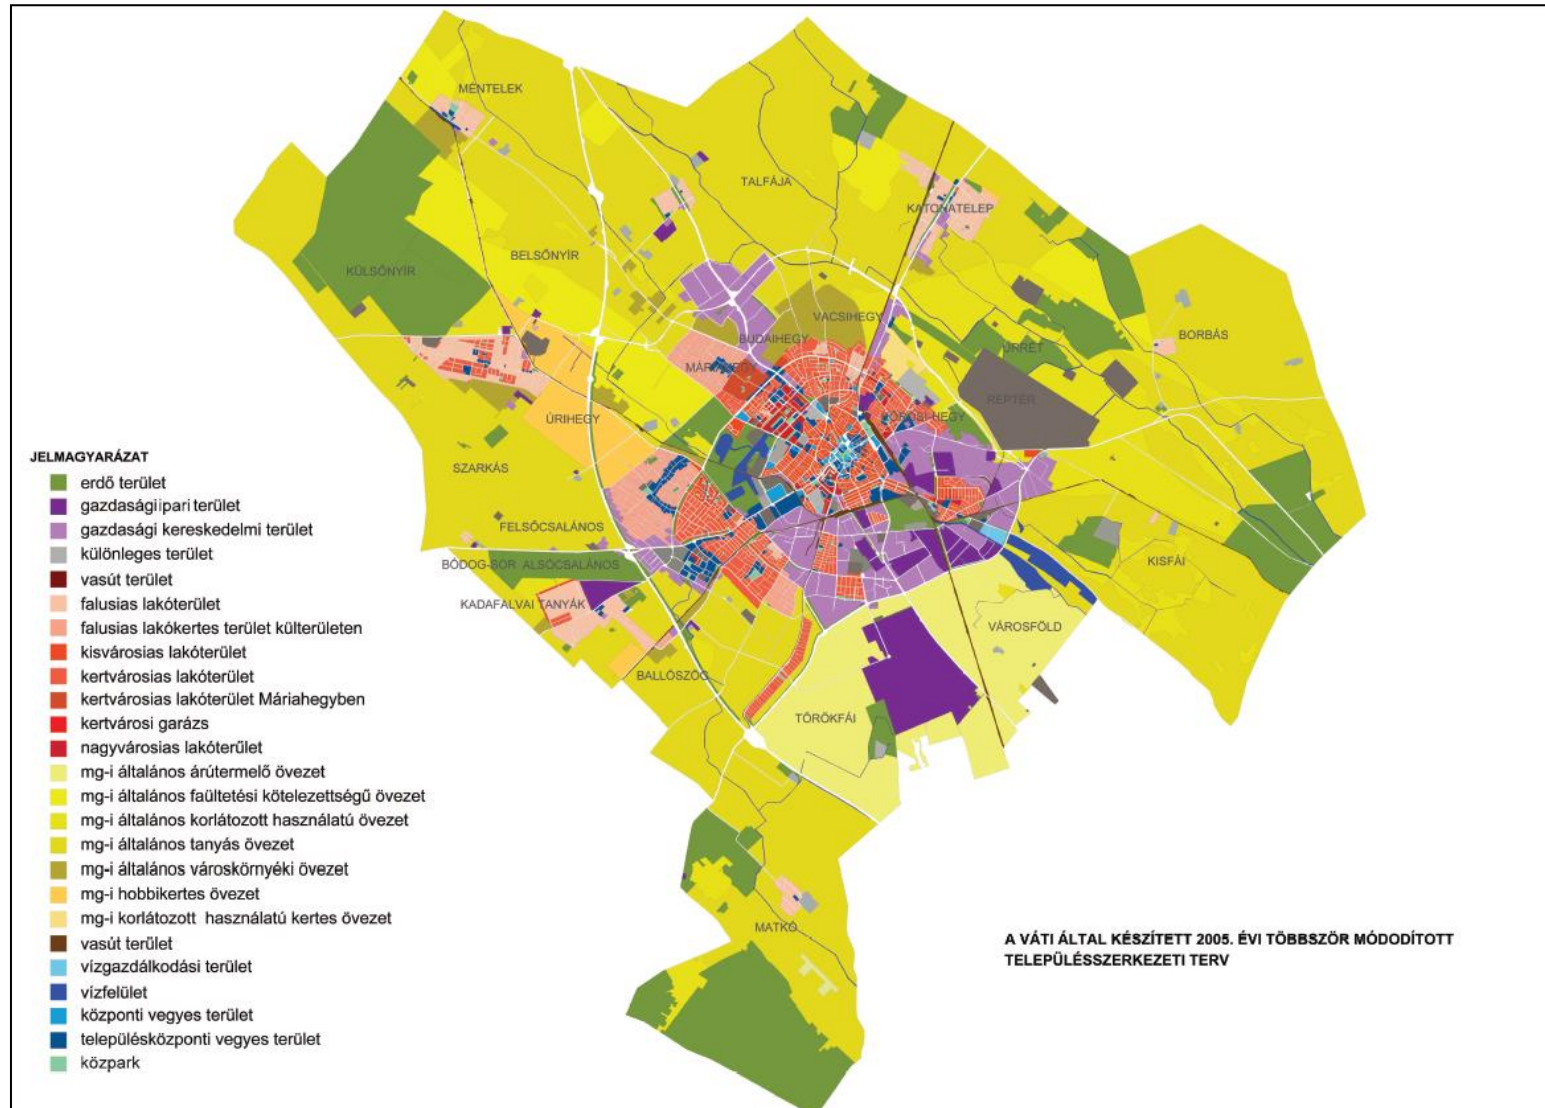 MÉNTELEK
TALFÁJA
KATONATELEP
BELSŐNYÍR
KÜLSŐNYÍR
VACSIHEGY
BUDAIHEGY
ŰRRÉT
BORBÁS
MÁRIAHEGY
REPTÉR
ÚRIHEGY
KŐRÖSI-HEGY
SZARKÁS
FELSŐCSALÁNOS
BÓDOG-SOR ALSÓCSALÁNOS
KISFÁI
KADAFALVAI TANYÁK
VÁROSFÖLD
BALLÓSZÖG
TÖRÖKFÁI
MATKÓ
JELMAGYARÁZAT
erdő terület
gazdasági ipari terület
gazdasági kereskedelmi terület
különleges terület
vasút terület
falusias lakóterület
falusias lakókertes terület külterületen
kisvárosias lakóterület
kertvárosias lakóterület
kertvárosias lakóterület Máriahegyben
kertvárosi garázs
nagyvárosias lakóterület
mg-i általános árútermelő övezet
mg-i általános faültetési kötelezettségű övezet
mg-i általános korlátozott használatú övezet
mg-i általános tanyás övezet
mg-i általános városkörnyéki övezet
mg-i hobbikertes övezet
mg-i korlátozott használatú kertes övezet
vasút terület
vízgazdálkodási terület
vízfelület
központi vegyes terület
településközponti vegyes terület
közpark
A VÁTI ÁLTAL KÉSZÍTETT 2005. ÉVI TÖBBSZÖR MÓDODÍTOTT
TELEPÜLÉSSZERKEZETI TERV